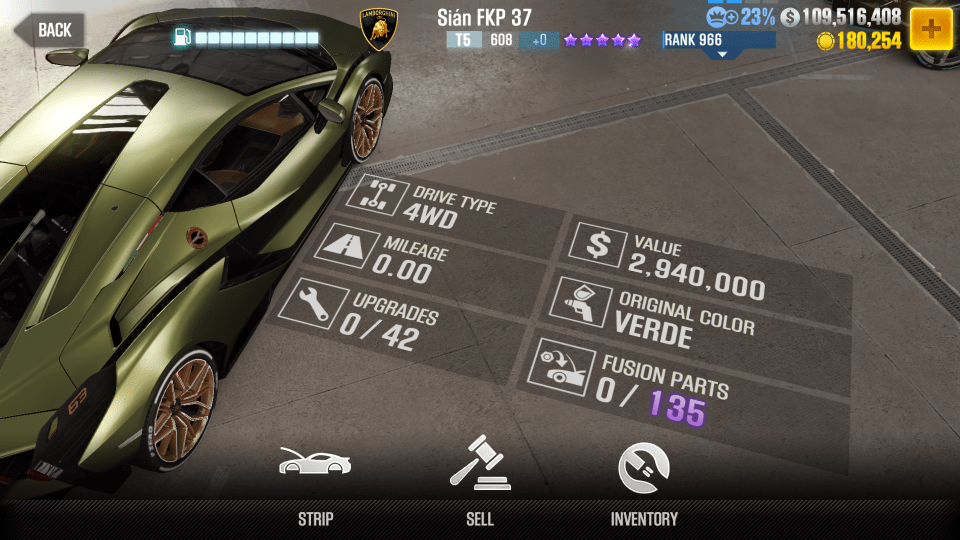 BACK
LAMBORGHINI
Sián FKP 37
T5 608 +0
RANK 966
23% $ 109,516,408
180,254
DRIVE TYPE
4WD
MILEAGE
0.00
UPGRADES
0 / 42
$ VALUE
2,940,000
ORIGINAL COLOR
VERDE
FUSION PARTS
0 / 135
63
STRIP
SELL
INVENTORY